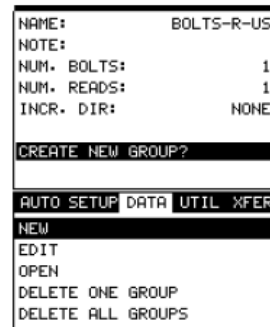 NAME: BOLTS-R-US
NOTE:
NUM. BOLTS: 1
NUM. READS: 1
INCR. DIR: NONE
CREATE NEW GROUP?
AUTO SETUP DATA UTIL XFER
NEW
EDIT
OPEN
DELETE ONE GROUP
DELETE ALL GROUPS